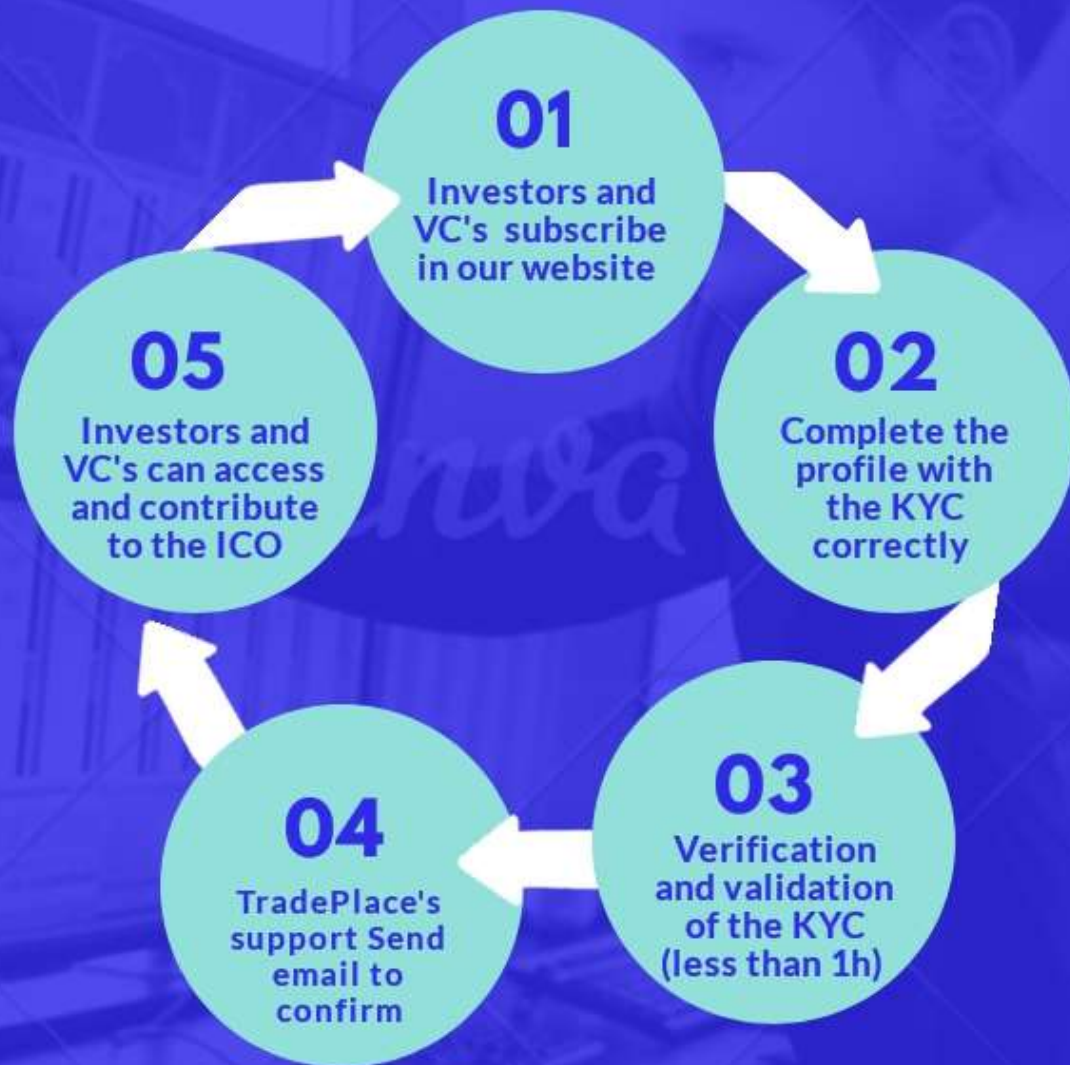 01
Investors and
VC's subscribe
in our website
02
Complete the
profile with
the KYC
correctly
03
Verification
and validation
of the KYC
(less than 1h)
04
TradePlace's
support Send
email to
confirm
05
Investors and
VC's can access
and contribute
to the ICO